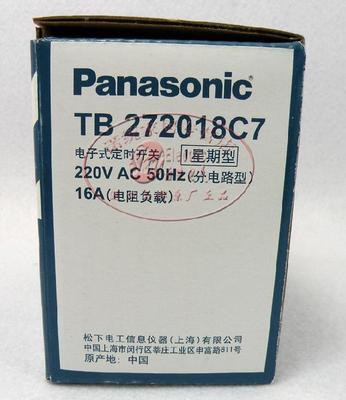 Panasonic
TB 272018C7
电子式定时开关 1星期型
220V AC 50Hz(分电路型)
16A(电阻负载)
松下电工信息仪器(上海)有限公司
中国上海市闵行区莘庄工业区申富路811号
原产地: 中国